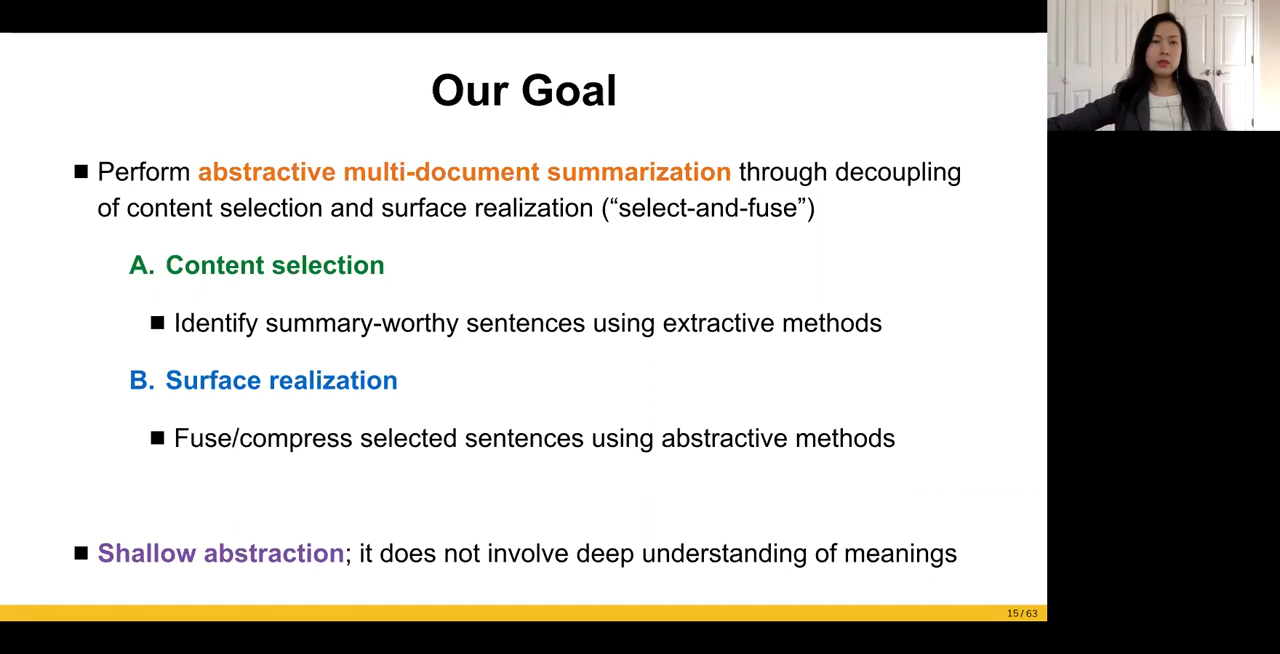 Our Goal
■ Perform abstractive multi-document summarization through decoupling
of content selection and surface realization (“select-and-fuse”)
A. Content selection
■ Identify summary-worthy sentences using extractive methods
B. Surface realization
■ Fuse/compress selected sentences using abstractive methods
■ Shallow abstraction; it does not involve deep understanding of meanings
15 / 63